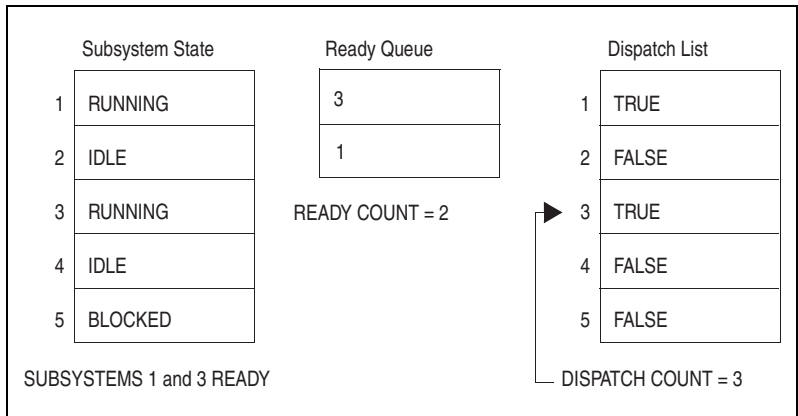 Subsystem State
1 RUNNING
2 IDLE
3 RUNNING
4 IDLE
5 BLOCKED
SUBSYSTEMS 1 and 3 READY
Ready Queue
3
1
READY COUNT = 2
Dispatch List
1 TRUE
2 FALSE
3 TRUE
4 FALSE
5 FALSE
DISPATCH COUNT = 3